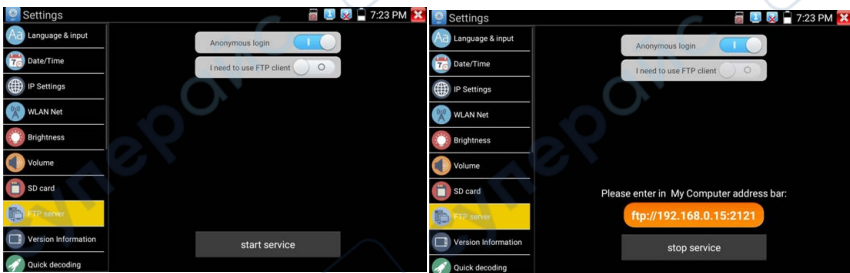 Settings
7:23 PM
Language & input
Date/Time
IP Settings
WLAN Net
Brightness
Volume
SD card
FTP server
Version Information
Quick decoding
Anonymous login
I need to use FTP client
start service
Settings
7:23 PM
Language & input
Date/Time
IP Settings
WLAN Net
Brightness
Volume
SD card
FTP server
Version Information
Quick decoding
Anonymous login
I need to use FTP client
Please enter in My Computer address bar:
ftp://192.168.0.15:2121
stop service